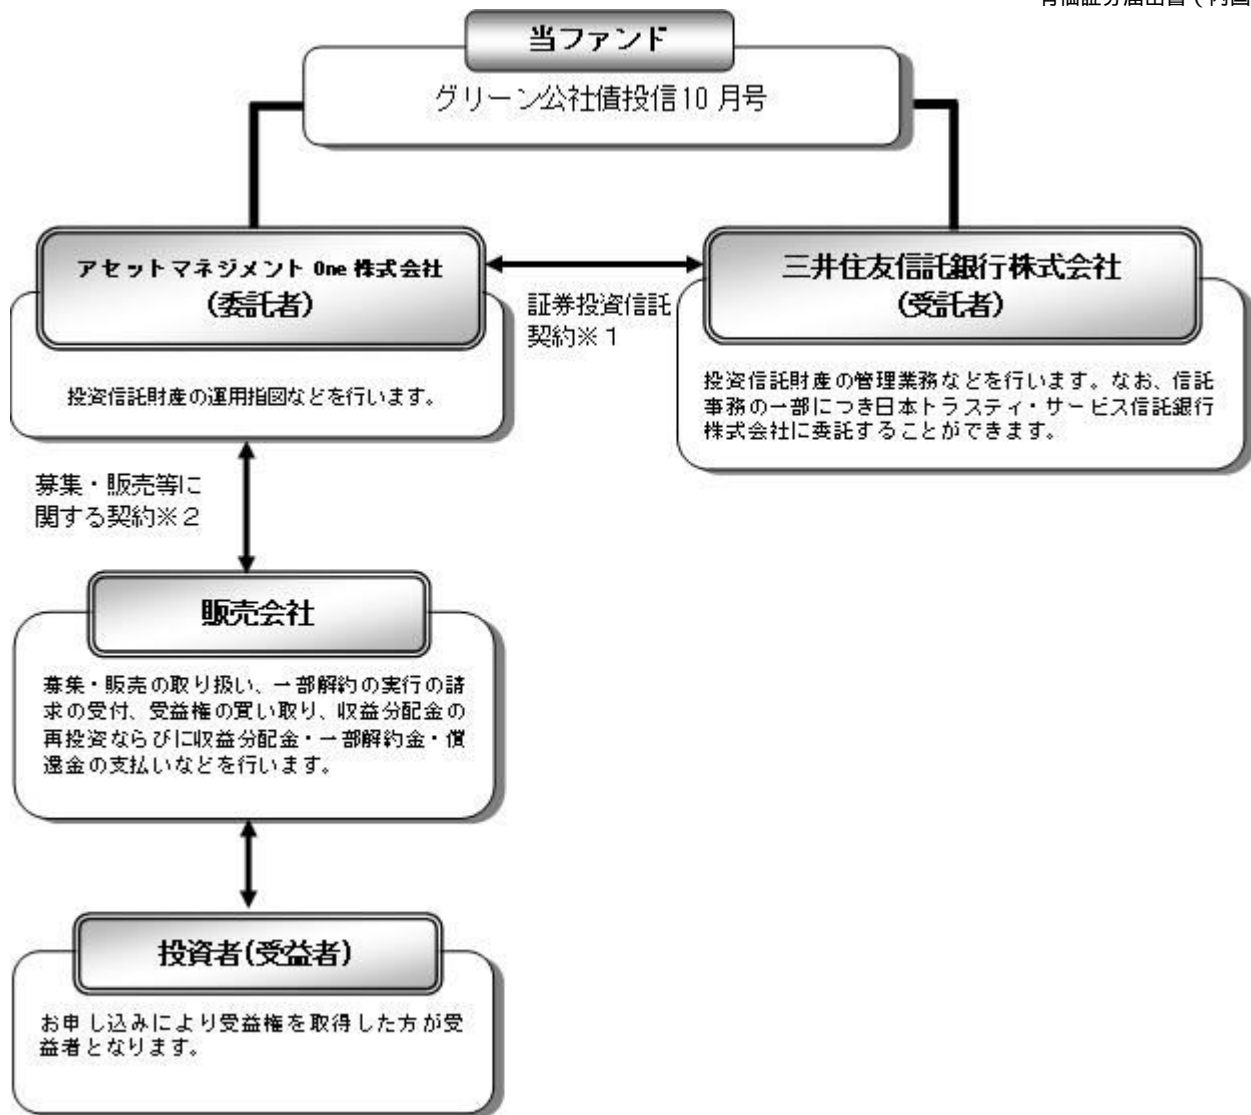 有価証券届出書（内国
当ファンド
グリーン公社債投信10月号
アセットマネジメント One 株式会社
(委託者)
証券投資信託
契約※１
三井住友信託銀行株式会社
(受託者)
投資信託財産の運用指図などを行います。
投資信託財産の管理業務などを行います。なお、信託
事務の一部につき日本トラスティ・サービス信託銀行
株式会社に委託することができます。
募集・販売等に
関する契約※２
販売会社
募集・販売の取り扱い、一部解約の実行の請
求の受付、受益権の買い取り、収益分配金の
再投資ならびに収益分配金・一部解約金・償
還金の支払いなどを行います。
投資者(受益者)
お申し込みにより受益権を取得した方が受
益者となります。